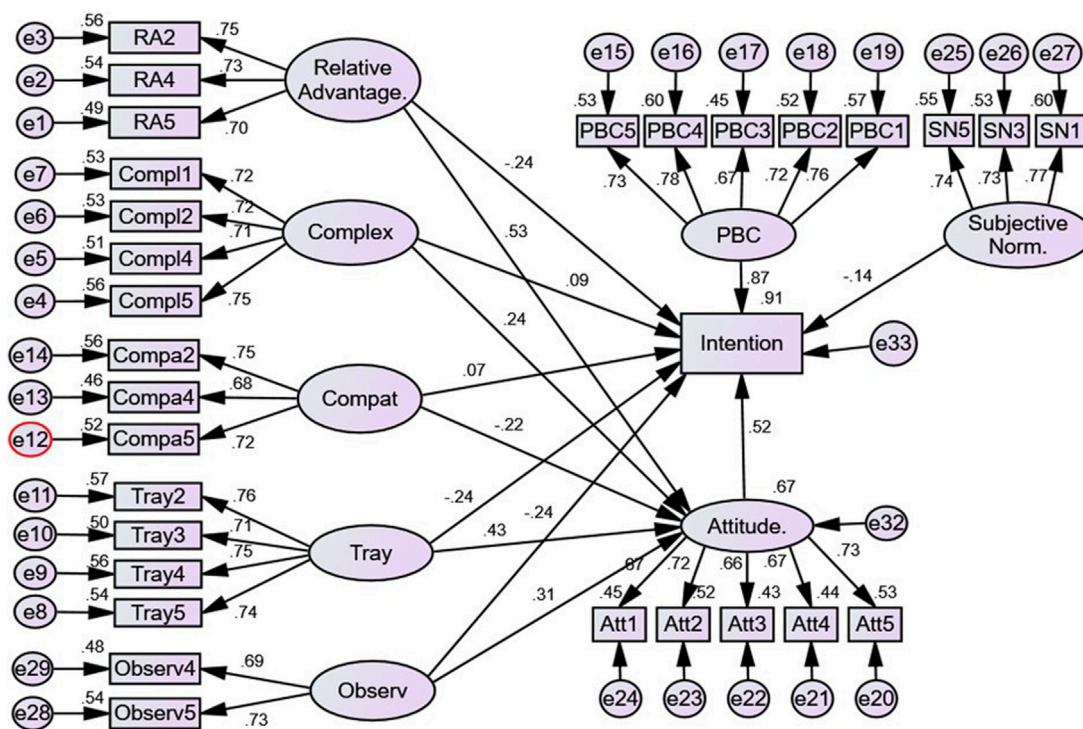 e3 .56 RA2 .75
e2 .54 RA4 .73
e1 .49 RA5 .70
Relative
Advantage.
e7 .53 Compl1 .72
e6 .53 Compl2 .72
e5 .51 Compl4 .71
e4 .56 Compl5 .75
Complex
e14 .56 Compa2 .75
e13 .46 Compa4 .68
e12 .52 Compa5 .72
Compat
e11 .57 Tray2 .76
e10 .50 Tray3 .71
e9 .56 Tray4 .75
e8 .54 Tray5 .74
Tray
e29 .48 Observ4 .69
e28 .54 Observ5 .73
Observ
-.24
.53
.09
.24
.07
-.22
-.24
.43
-.24
.31
e15 e16 e17 e18 e19
.53 .60 .45 .52 .57
PBC5 PBC4 PBC3 PBC2 PBC1
.73 .78 .67 .72 .76
PBC
.87
e25 e26 e27
.55 .53 .60
SN5 SN3 SN1
.74 .73 .77
Subjective
Norm.
-.14
.91
Intention
e33
.52
.67
Attitude.
e32
.67 .72 .66 .67 .73
.45 .52 .43 .44 .53
Att1 Att2 Att3 Att4 Att5
e24 e23 e22 e21 e20